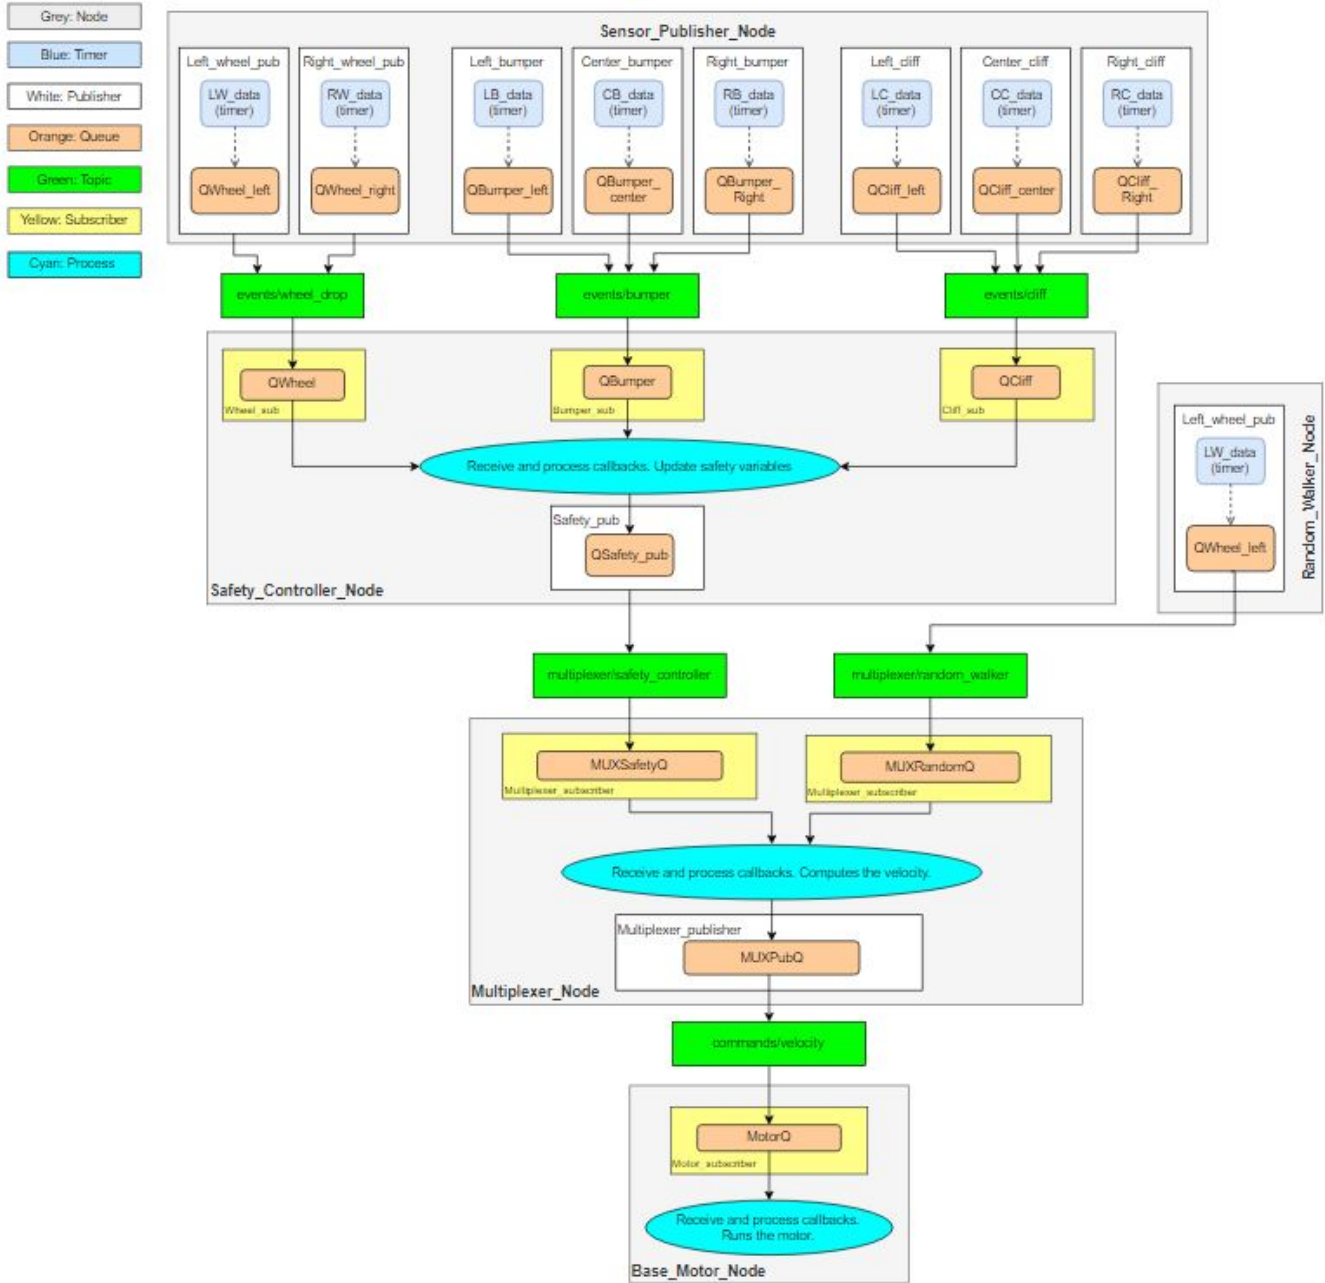 Grey: Node
Blue: Timer
White: Publisher
Orange: Queue
Green: Topic
Yellow: Subscriber
Cyan: Process
Sensor_Publisher_Node
Left_wheel_pub
LW_data
(timer)
QWheel_left
Right_wheel_pub
RW_data
(timer)
QWheel_right
Left_bumper
LB_data
(timer)
QBumper_left
Center_bumper
CB_data
(timer)
QBumper_
center
Right_bumper
RB_data
(timer)
QBumper_
Right
Left_cliff
LC_data
(timer)
QCliff_left
Center_cliff
CC_data
(timer)
QCliff_center
Right_cliff
RC_data
(timer)
QCliff_
Right
events/wheel_drop
events/bumper
events/cliff
QWheel
Wheel_sub
QBumper
Bumper_sub
QCliff
Cliff_sub
Receive and process callbacks. Update safety variables
Safety_pub
QSafety_pub
Safety_Controller_Node
Left_wheel_pub
LW_data
(timer)
QWheel_left
Random_Walker_Node
multiplexer/safety_controller
multiplexer/random_walker
MUXSafetyQ
Multiplexer_subscriber
MUXRandomQ
Multiplexer_subscriber
Receive and process callbacks. Computes the velocity.
Multiplexer_publisher
MUXPubQ
Multiplexer_Node
commands/velocity
MotorQ
Motor_subscriber
Receive and process callbacks.
Runs the motor.
Base_Motor_Node